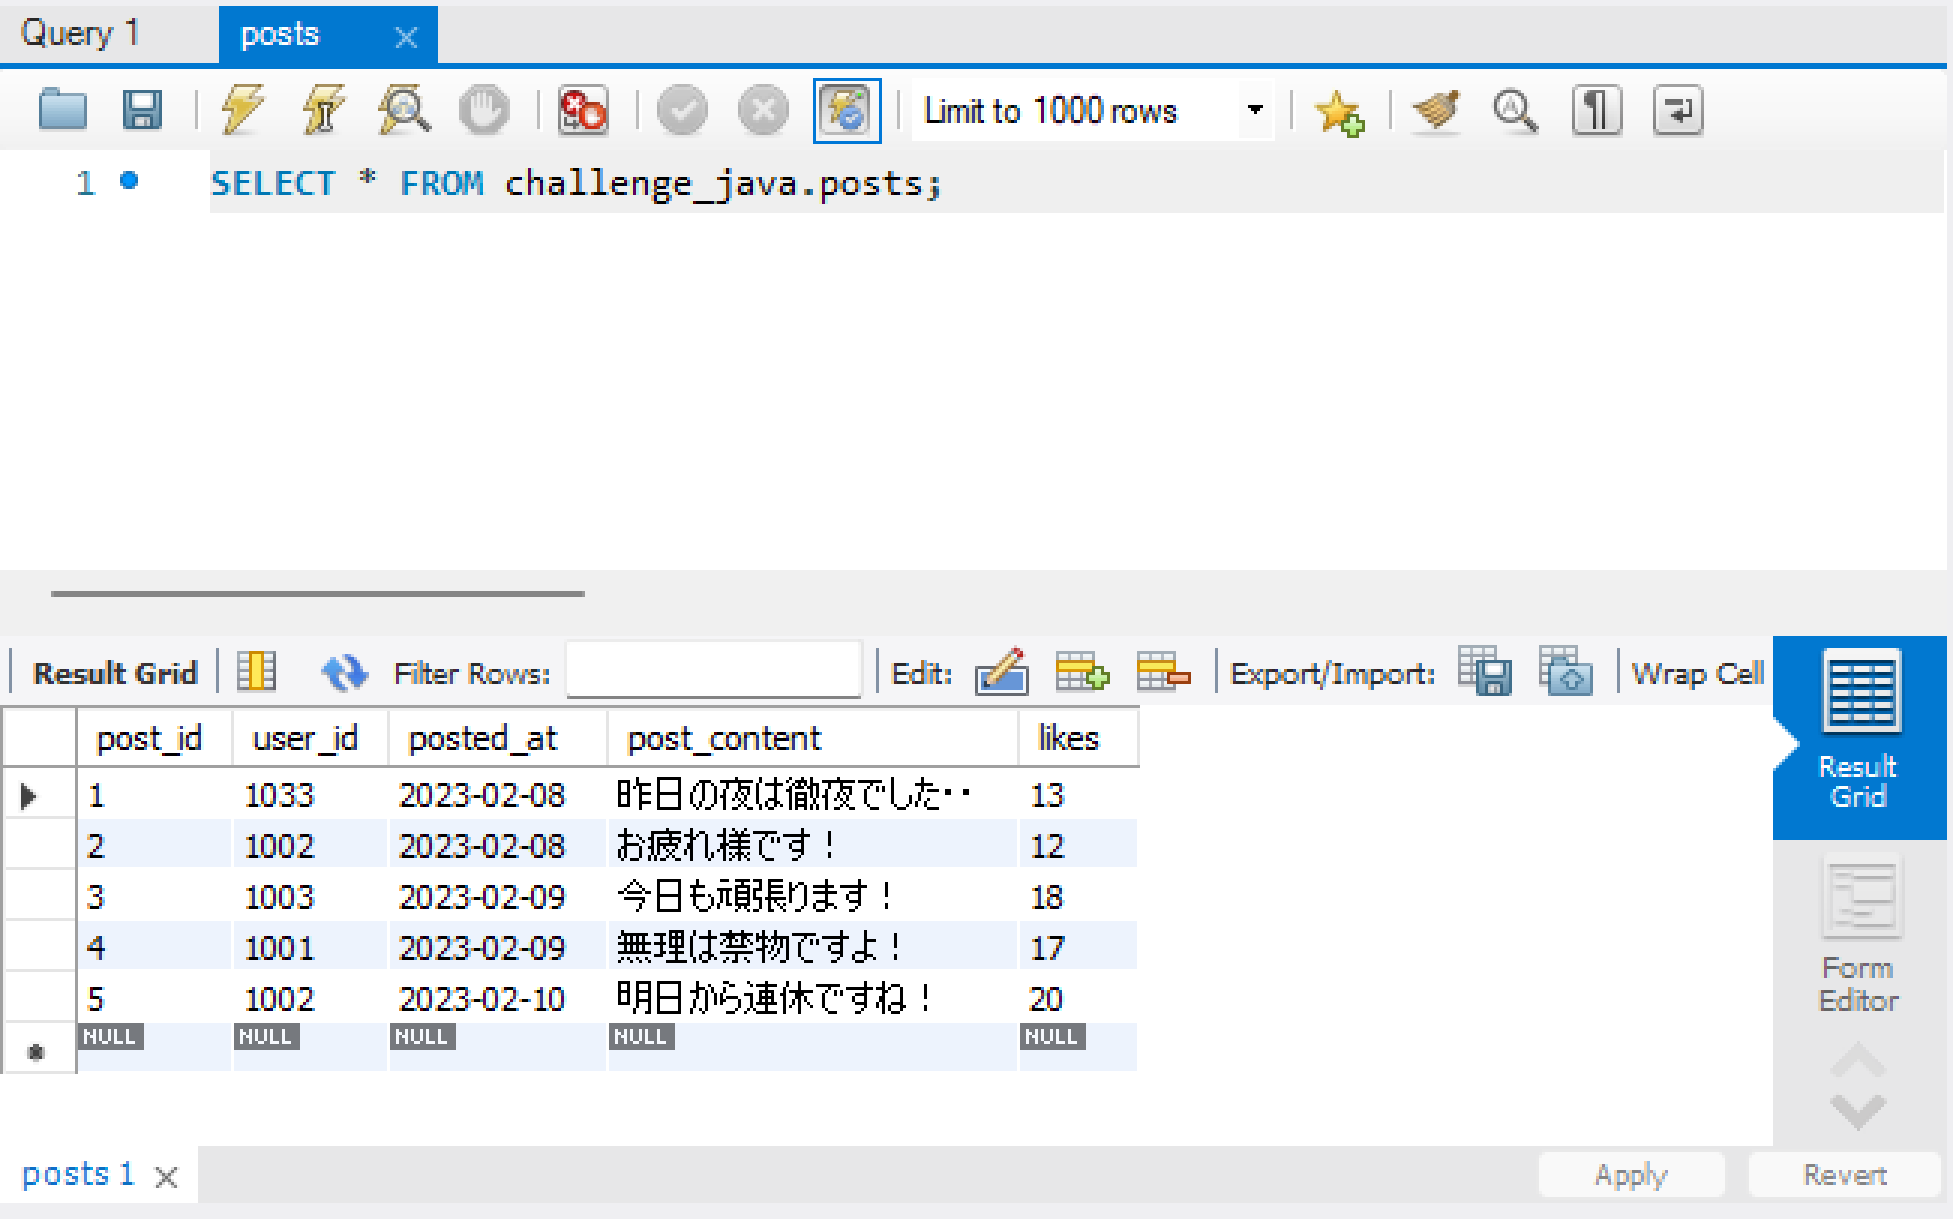 Query 1 posts
Limit to 1000 rows
1 SELECT * FROM challenge_java.posts;
Result Grid Filter Rows: Edit: Export/Import: Wrap Cell
post_id user_id posted_at post_content likes
1 1033 2023-02-08 昨日の夜は徹夜でした・・ 13
2 1002 2023-02-08 お疲れ様です！ 12
3 1003 2023-02-09 今日も頑張ります！ 18
4 1001 2023-02-09 無理は禁物ですよ！ 17
5 1002 2023-02-10 明日から連休ですね！ 20
NULL NULL NULL NULL NULL
Result
Grid
Form
Editor
posts 1 Apply Revert